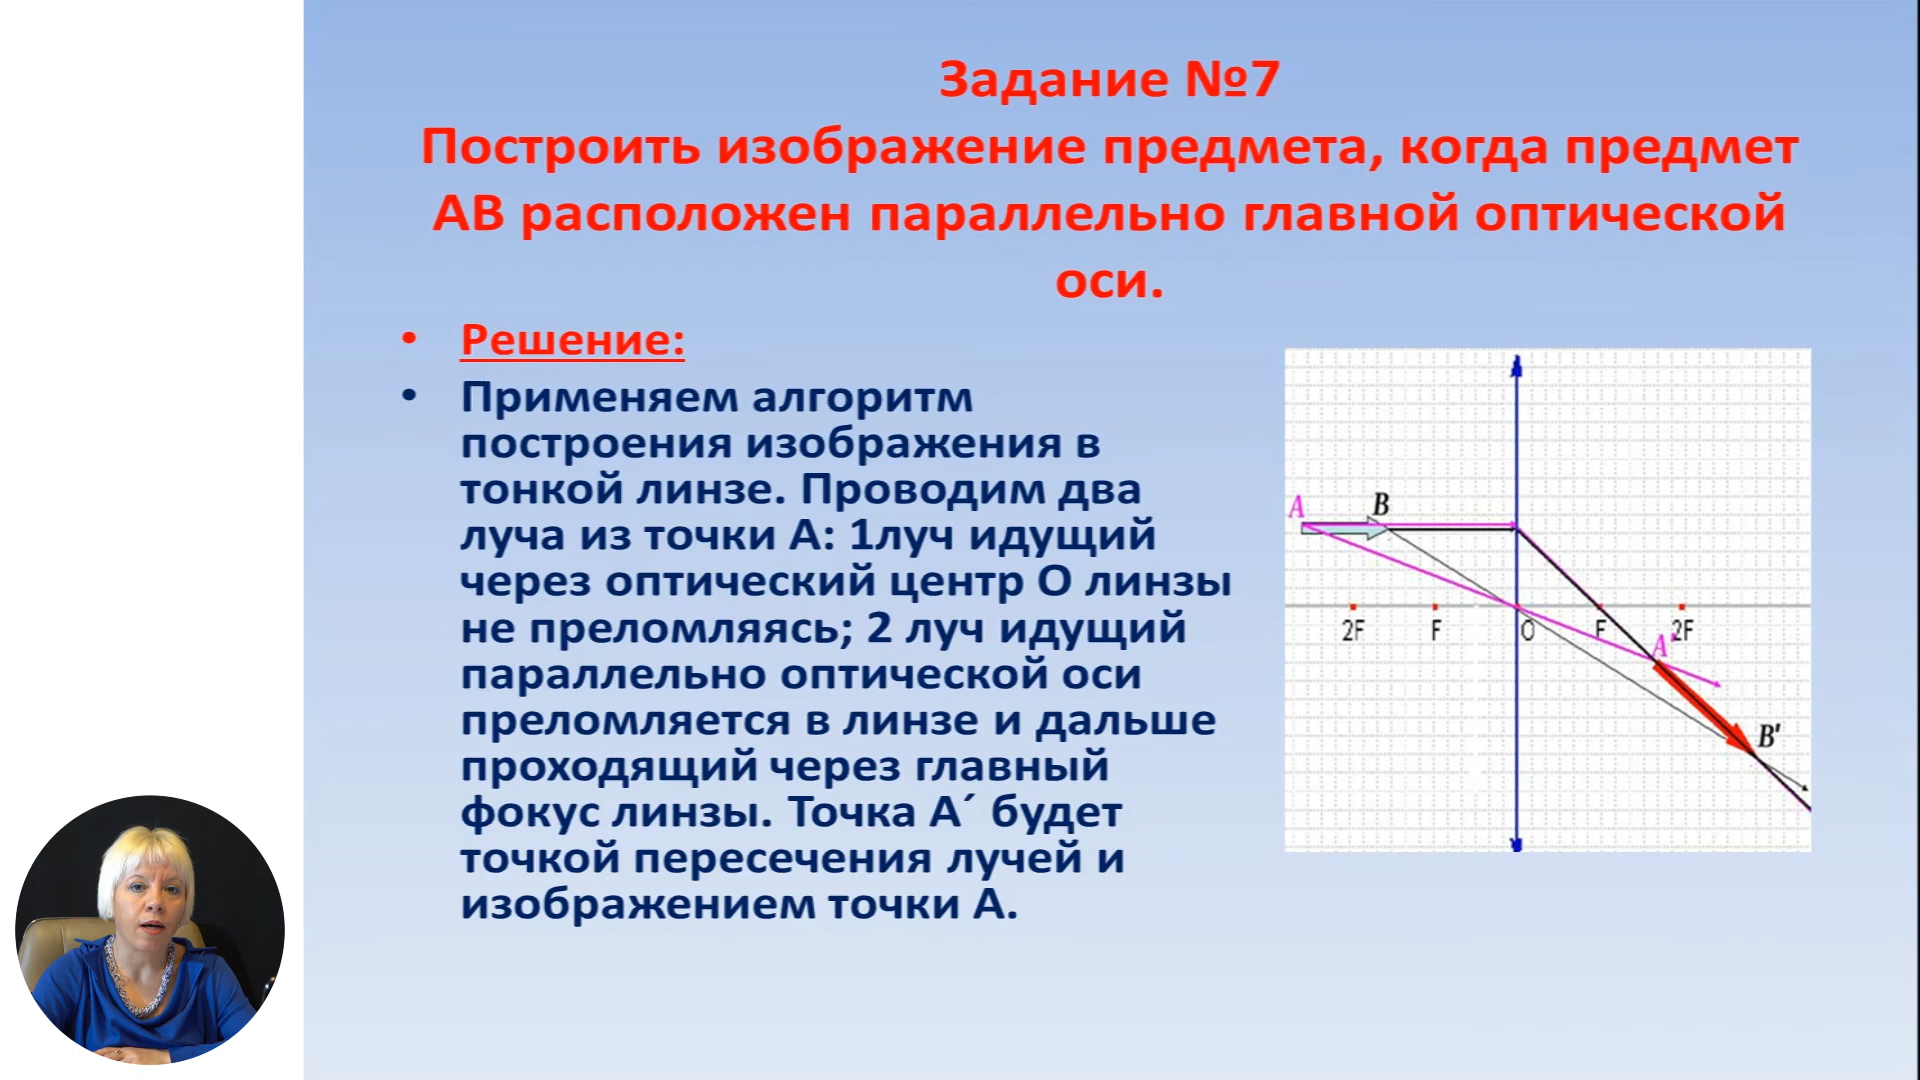 Задание №7
Построить изображение предмета, когда предмет
АВ расположен параллельно главной оптической
оси.
• Решение:
• Применяем алгоритм
построения изображения в
тонкой линзе. Проводим два
луча из точки А: 1луч идущий
через оптический центр О линзы
не преломляясь; 2 луч идущий
параллельно оптической оси
преломляется в линзе и дальше
проходящий через главный
фокус линзы. Точка А´ будет
точкой пересечения лучей и
изображением точки А.
A B
2F F O F 2F
A'
B'